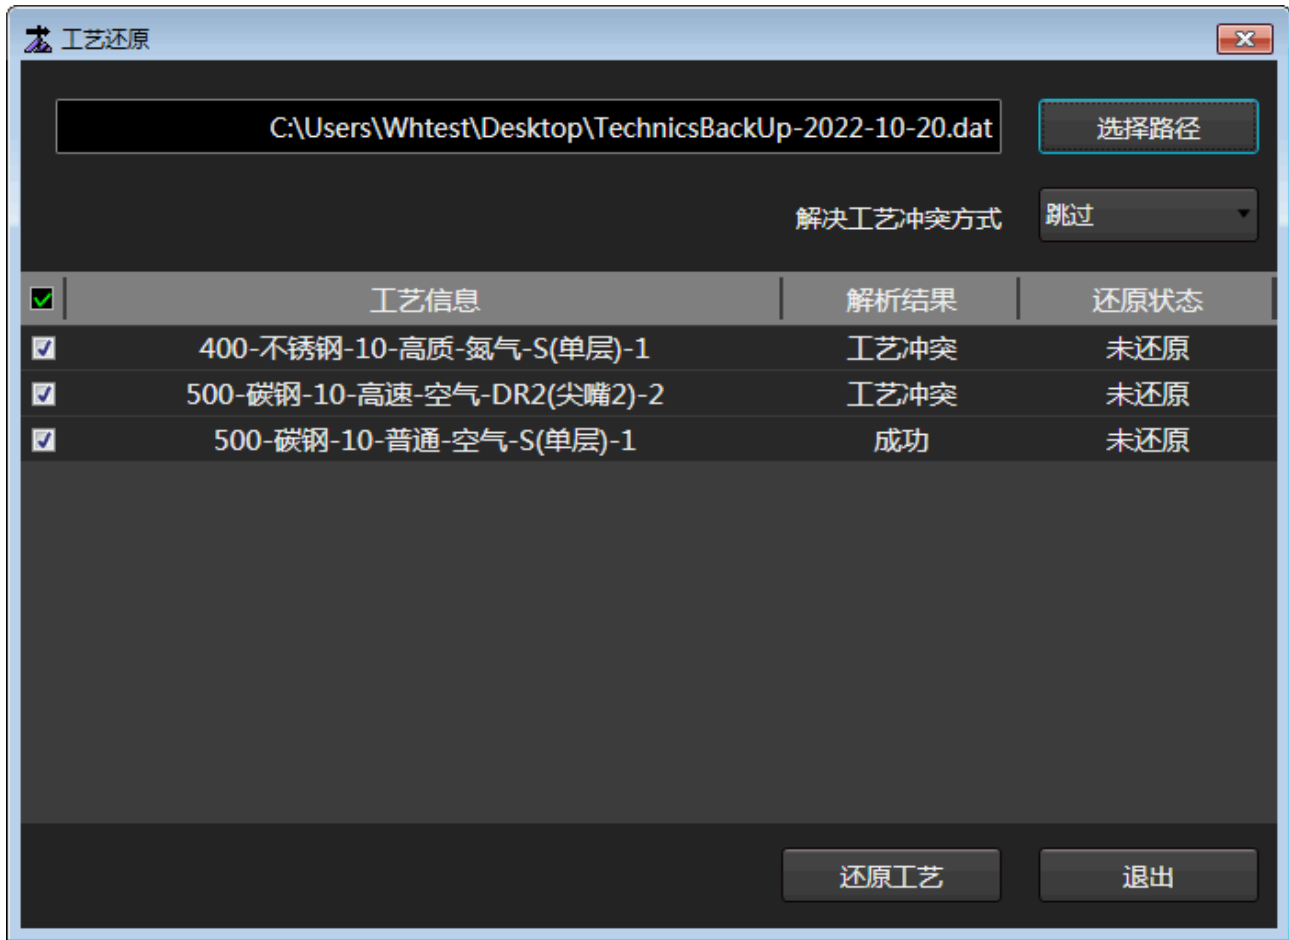 工艺还原
C:\Users\Whtest\Desktop\TechnicsBackUp-2022-10-20.dat 选择路径
解决工艺冲突方式 跳过
工艺信息 解析结果 还原状态
400-不锈钢-10-高质-氮气-S(单层)-1 工艺冲突 未还原
500-碳钢-10-高速-空气-DR2(尖嘴2)-2 工艺冲突 未还原
500-碳钢-10-普通-空气-S(单层)-1 成功 未还原
还原工艺 退出